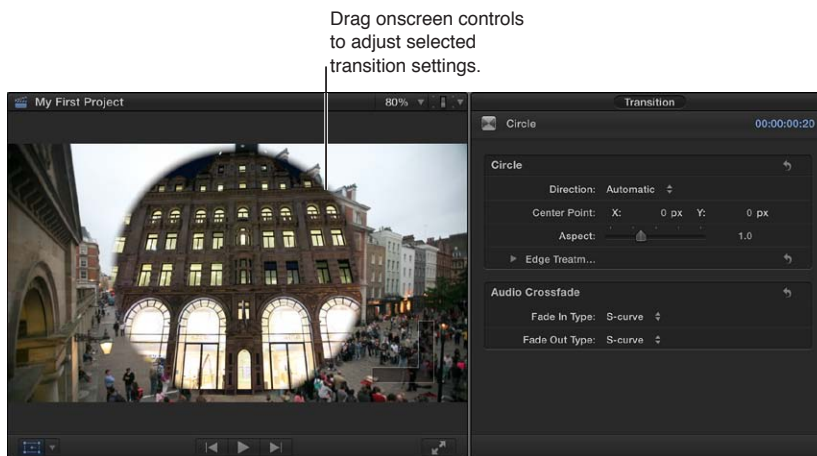 Drag onscreen controls
to adjust selected
transition settings.
My First Project
80%
Transition
Circle
00:00:00:20
Circle
Direction: Automatic
Center Point: X: 0 px Y: 0 px
Aspect: 1.0
Edge Treatm...
Audio Crossfade
Fade In Type: S-curve
Fade Out Type: S-curve